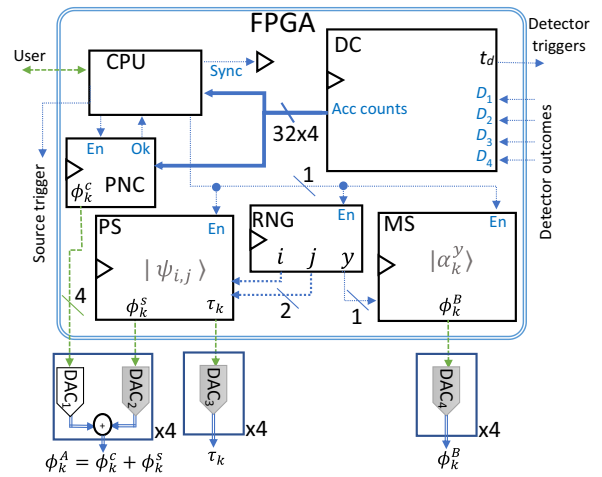 FPGA
Detector
triggers
User
CPU
Sync
DC
t_d
Acc counts
D_1
D_2
D_3
D_4
32x4
Detector outcomes
Source trigger
En
Ok
PNC
ϕ_k^c
1
PS
En
|ψ_{i,j}⟩
ϕ_k^s
τ_k
RNG
En
i
j
y
MS
En
|α_k^y⟩
ϕ_k^B
4
2
1
DAC_1
DAC_2
+
x4
DAC_3
x4
DAC_4
x4
ϕ_k^A = ϕ_k^c + ϕ_k^s
τ_k
ϕ_k^B